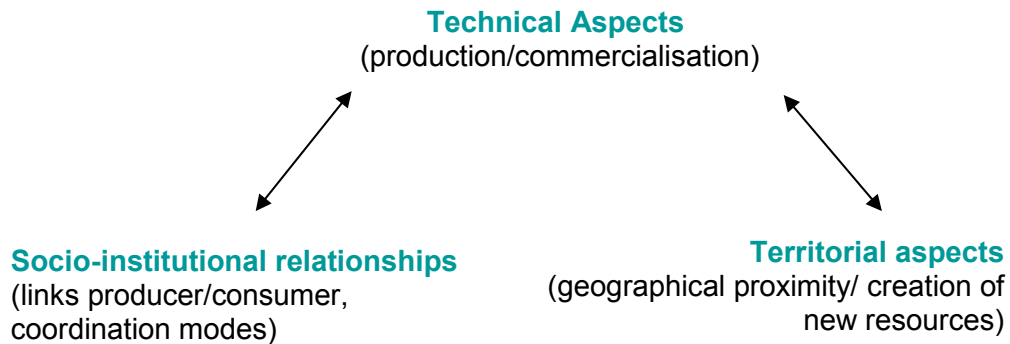 Technical Aspects
(production/commercialisation)
Socio-institutional relationships
(links producer/consumer,
coordination modes)
Territorial aspects
(geographical proximity/ creation of
new resources)